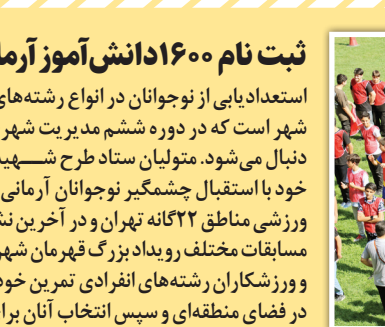 ثبت نام ۱۶۰۰ دانش‌آموز آرما
استعدادیابی از نوجوانان در انواع رشته‌های
شهر است که در دوره ششم مدیریت شهر
دنبال می‌شود. متولیان ستاد طرح شـــهید
خود با استقبال چشمگیر نوجوانان آرمانی
ورزشی مناطق ۲۲گانه تهران و در آخرین نش
مسابقات مختلف رویداد بزرگ قهرمان شهر
و ورزشکاران رشته‌های انفرادی تمرین خود
در فضای منطقه‌ای و سپس انتخاب آنان برا